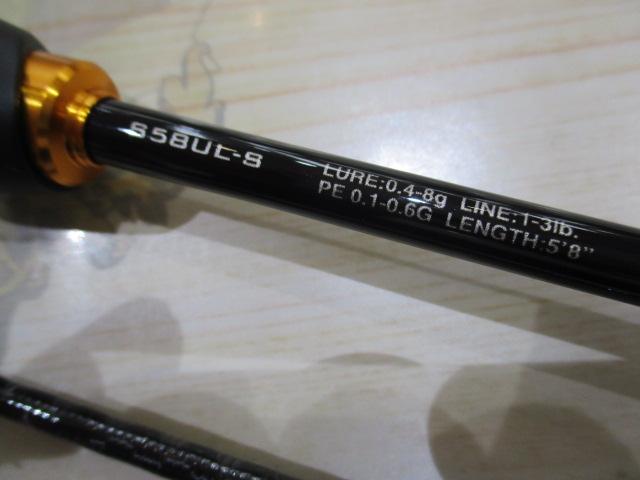 S58UL-S
LURE:0.4-8g LINE:1-3lb.
PE 0.1-0.6G LENGTH:5'8"